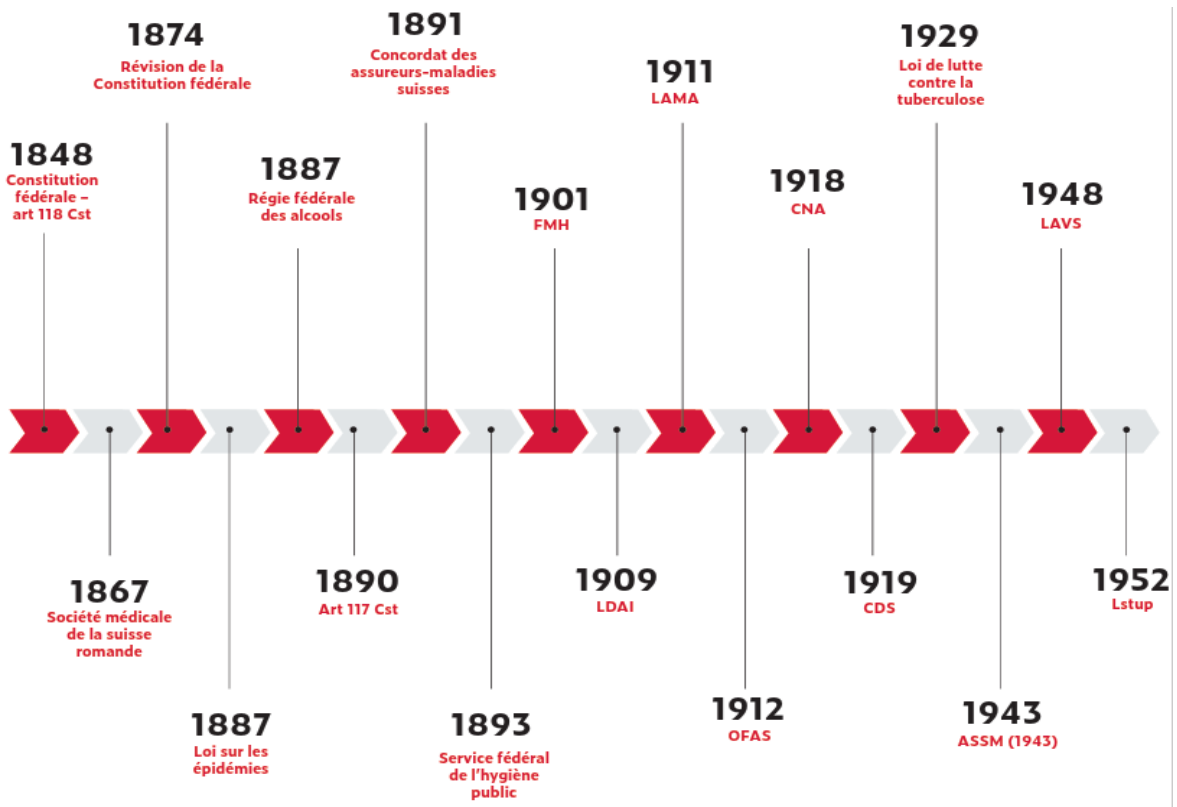 1848
Constitution
fédérale –
art 118 Cst
1867
Société médicale
de la suisse
romande
1874
Révision de la
Constitution fédérale
1887
Loi sur les
épidémies
1887
Régie fédérale
des alcools
1890
Art 117 Cst
1891
Concordat des
assureurs-maladies
suisses
1893
Service fédéral
de l'hygiène
public
1901
FMH
1909
LDAI
1911
LAMA
1912
OFAS
1918
CNA
1919
CDS
1929
Loi de lutte
contre la
tuberculose
1943
ASSM (1943)
1948
LAVS
1952
Lstup